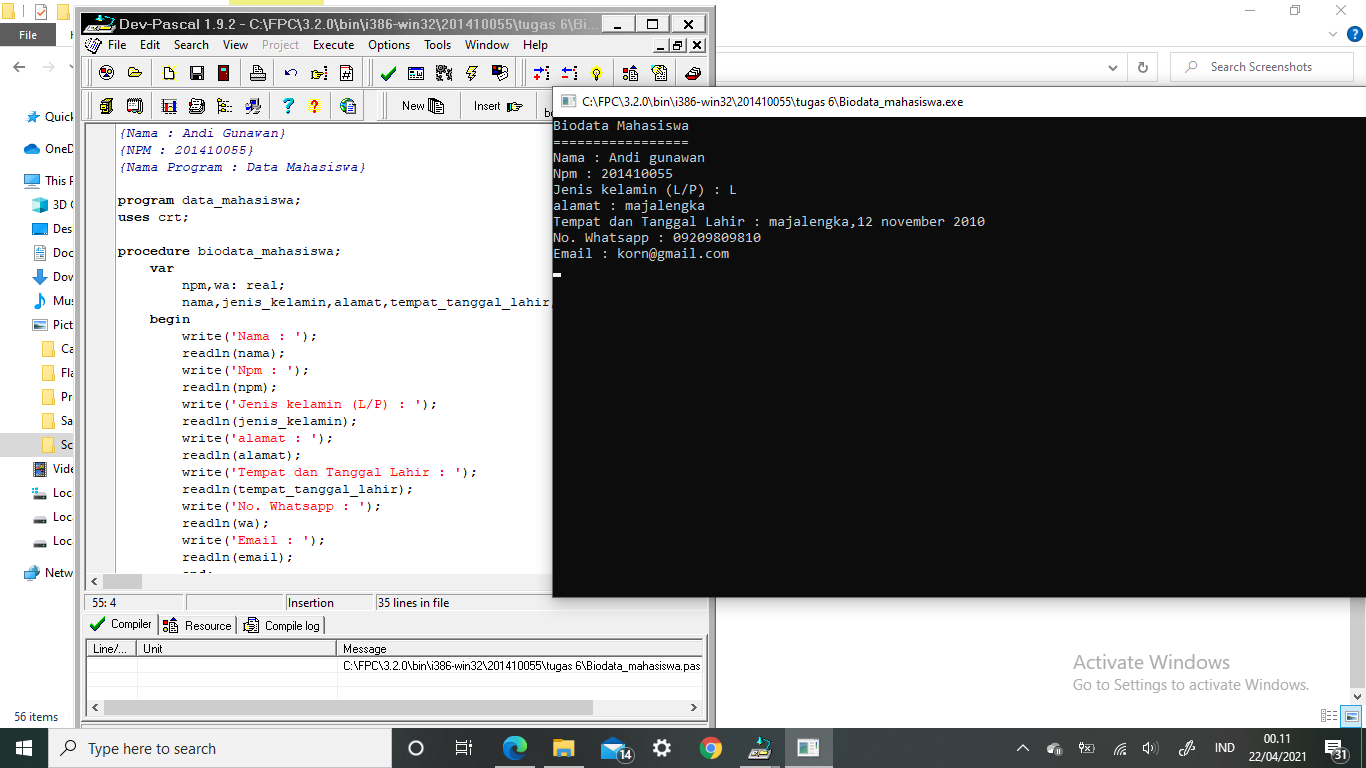 File
Search Screenshots
Quick
OneD
This P
3D C
Des
Doc
Dow
Mus
Pict
Ca
Fla
Pr
Sa
Sc
Vide
Loca
Loc
Loc
Netw
56 items
Dev-Pascal 1.9.2 - C:\FPC\3.2.0\bin\i386-win32\201410055\tugas 6\Bi...
File Edit Search View Project Execute Options Tools Window Help
New Insert
{Nama : Andi Gunawan}
{NPM : 201410055}
{Nama Program : Data Mahasiswa}
program data_mahasiswa;
uses crt;
procedure biodata_mahasiswa;
var
npm,wa: real;
nama,jenis_kelamin,alamat,tempat_tanggal_lahir,
begin
write('Nama : ');
readln(nama);
write('Npm : ');
readln(npm);
write('Jenis kelamin (L/P) : ');
readln(jenis_kelamin);
write('alamat : ');
readln(alamat);
write('Tempat dan Tanggal Lahir : ');
readln(tempat_tanggal_lahir);
write('No. Whatsapp : ');
readln(wa);
write('Email : ');
readln(email);
55: 4 Insertion 35 lines in file
Compiler Resource Compile log
Line/... Unit Message
C:\FPC\3.2.0\bin\i386-win32\201410055\tugas 6\Biodata_mahasiswa.pas
C:\FPC\3.2.0\bin\i386-win32\201410055\tugas 6\Biodata_mahasiswa.exe
Biodata Mahasiswa
=================
Nama : Andi gunawan
Npm : 201410055
Jenis kelamin (L/P) : L
alamat : majalengka
Tempat dan Tanggal Lahir : majalengka,12 november 2010
No. Whatsapp : 09209809810
Email : korn@gmail.com
Activate Windows
Go to Settings to activate Windows.
Type here to search
14
IND
00.11
22/04/2021
31